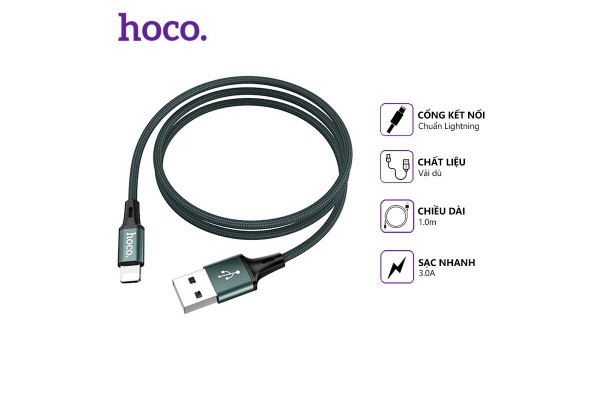 hoco.
CỔNG KẾT NỐI
Chuẩn Lightning
CHẤT LIỆU
Vải dù
CHIỀU DÀI
1.0m
SẠC NHANH
3.0A
hoco.